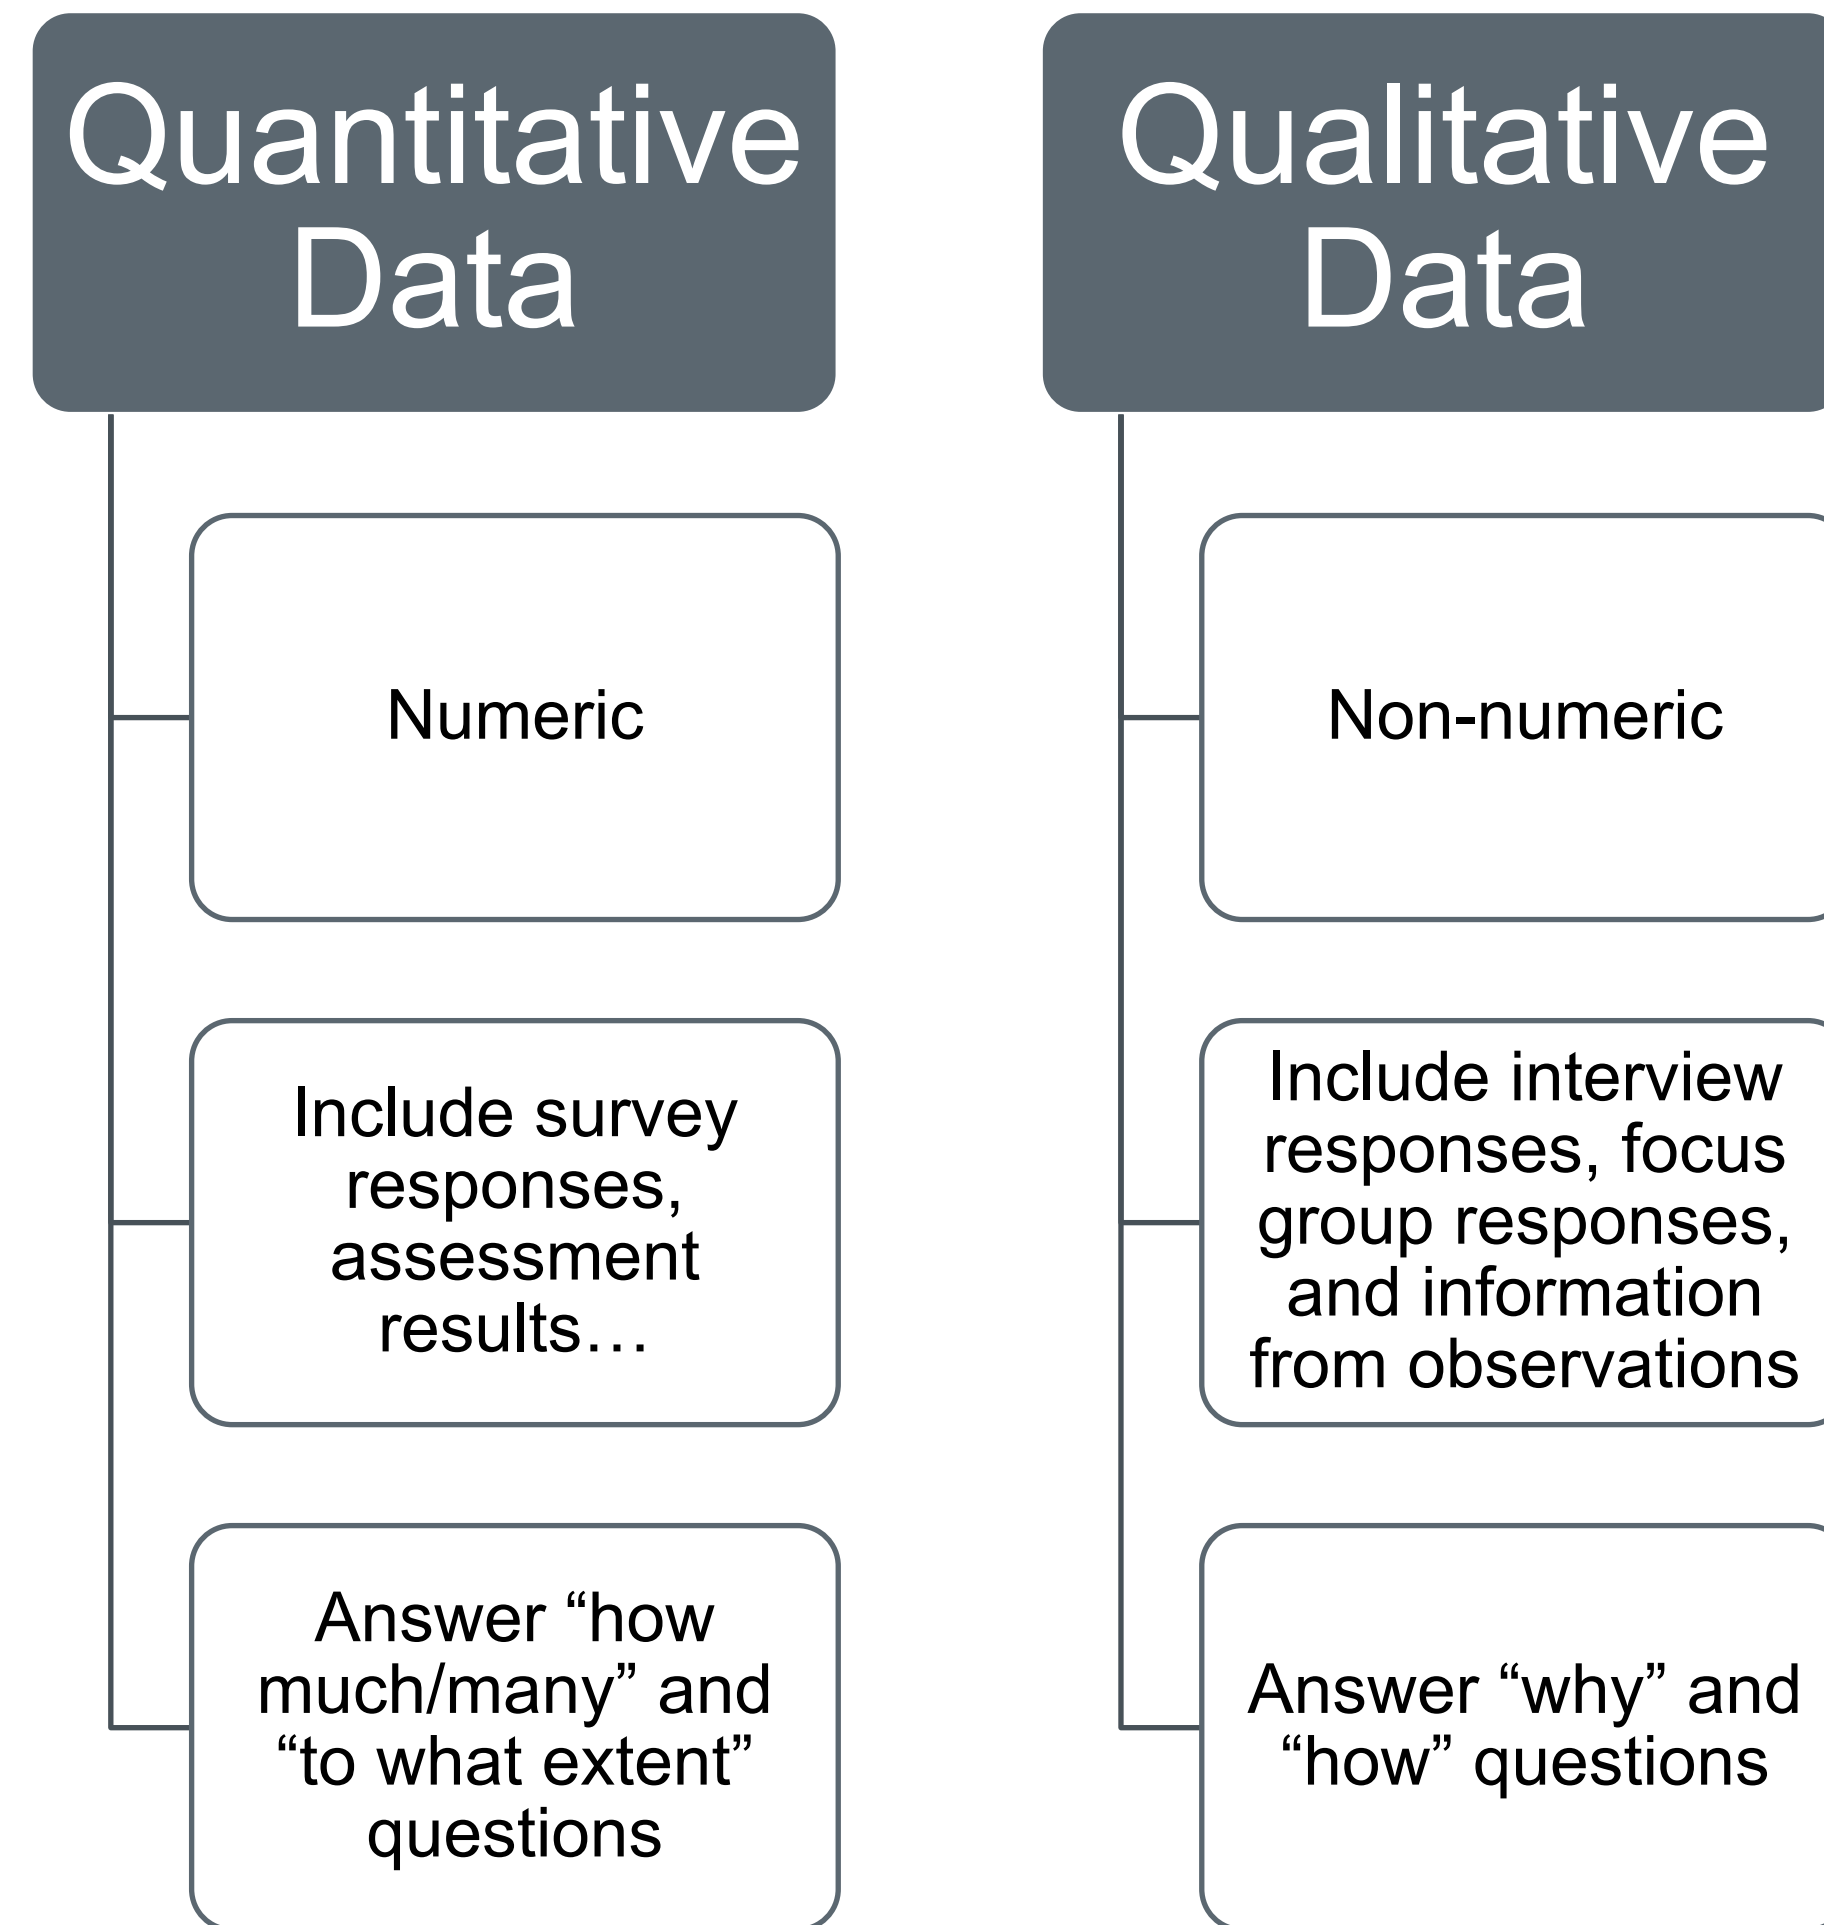 Quantitative
Data
Numeric
Include survey
responses,
assessment
results…
Answer “how
much/many” and
“to what extent”
questions
Qualitative
Data
Non-numeric
Include interview
responses, focus
group responses,
and information
from observations
Answer “why” and
“how” questions